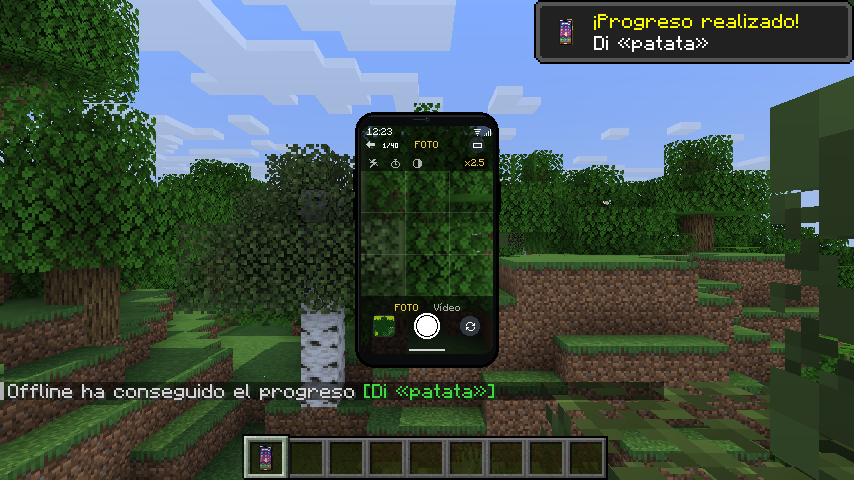 ¡Progreso realizado!
Di «patata»
12:23
1/40 FOTO
x2.5
FOTO Vídeo
Offline ha conseguido el progreso [Di «patata»]